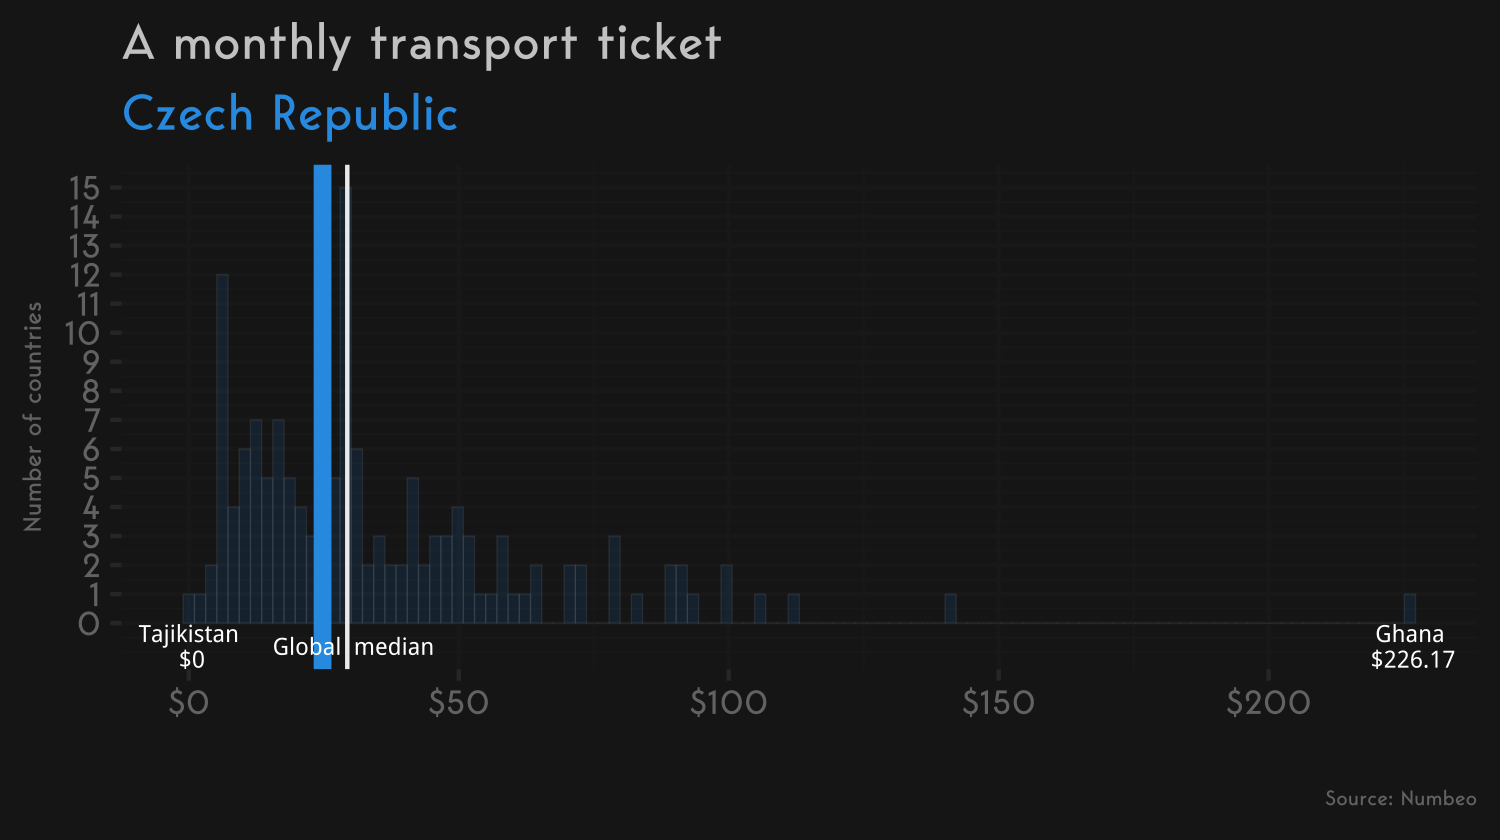 A monthly transport ticket
Czech Republic
Number of countries
15
14
13
12
11
10
9
8
7
6
5
4
3
2
1
0
Tajikistan
$0
Global median
Ghana
$226.17
$0 $50 $100 $150 $200
Source: Numbeo